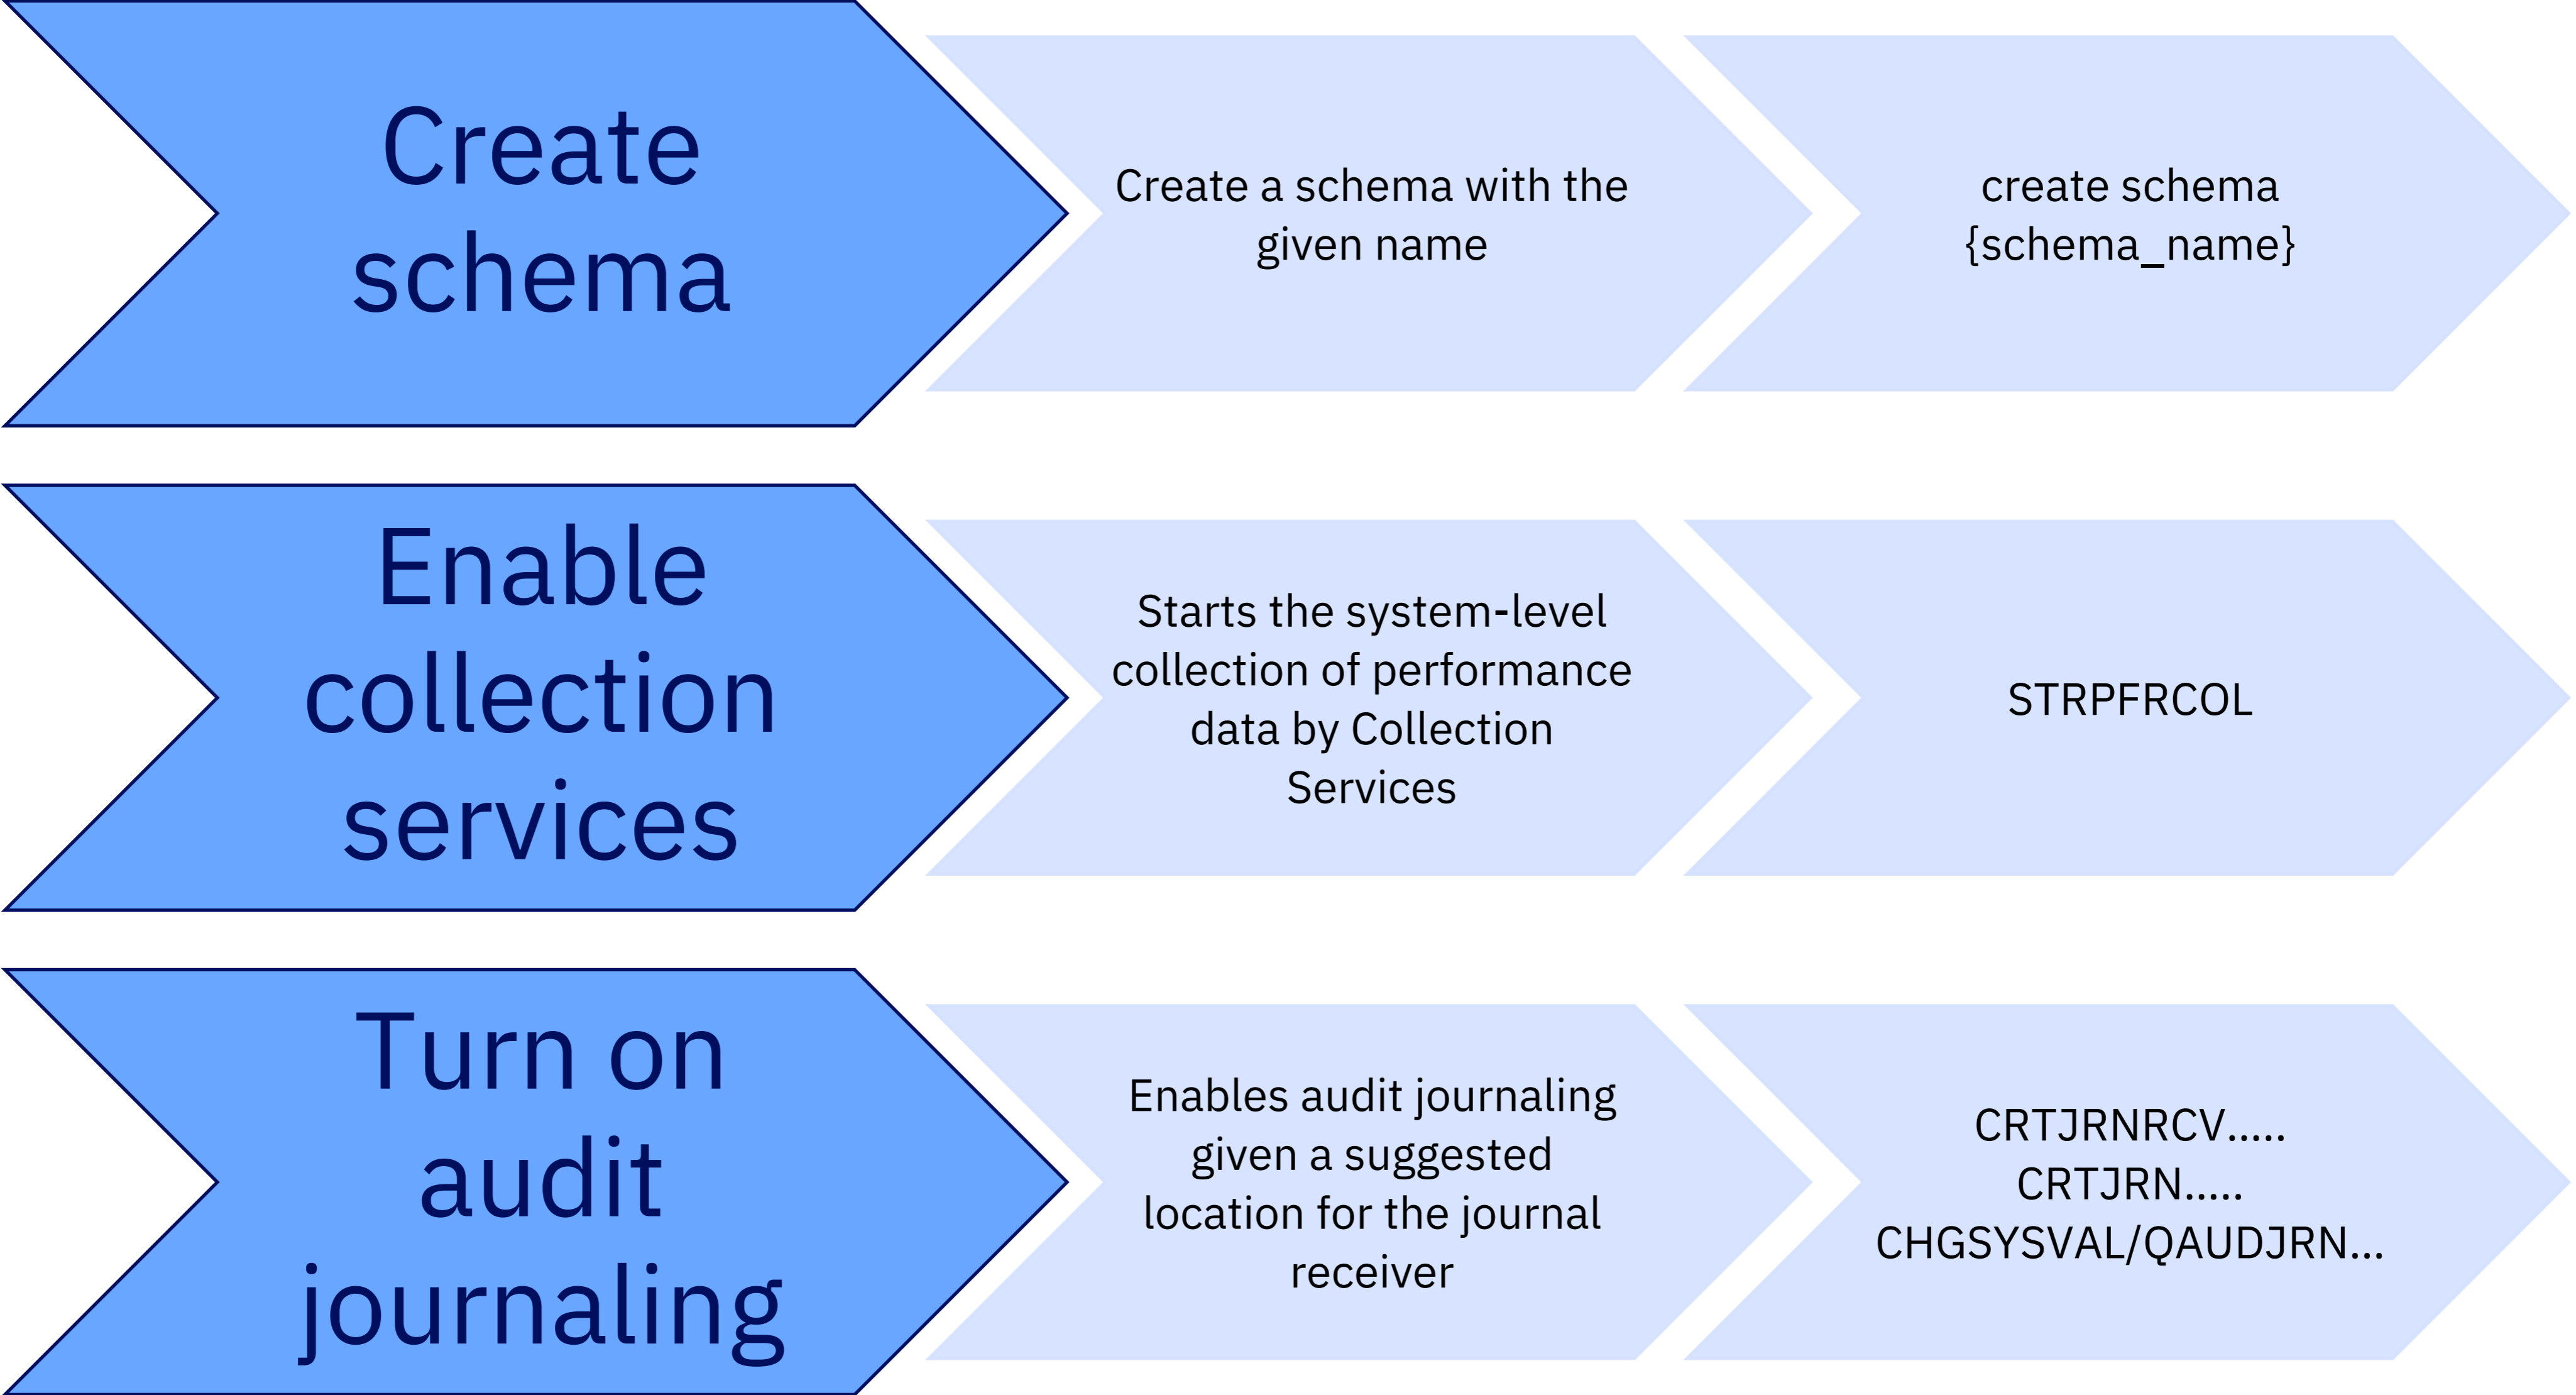 Create
schema
Create a schema with the
given name
create schema
{schema_name}
Enable
collection
services
Starts the system-level
collection of performance
data by Collection
Services
STRPFRCOL
Turn on
audit
journaling
Enables audit journaling
given a suggested
location for the journal
receiver
CRTJRNRCV.....
CRTJRN.....
CHGSYSVAL/QAUDJRN...